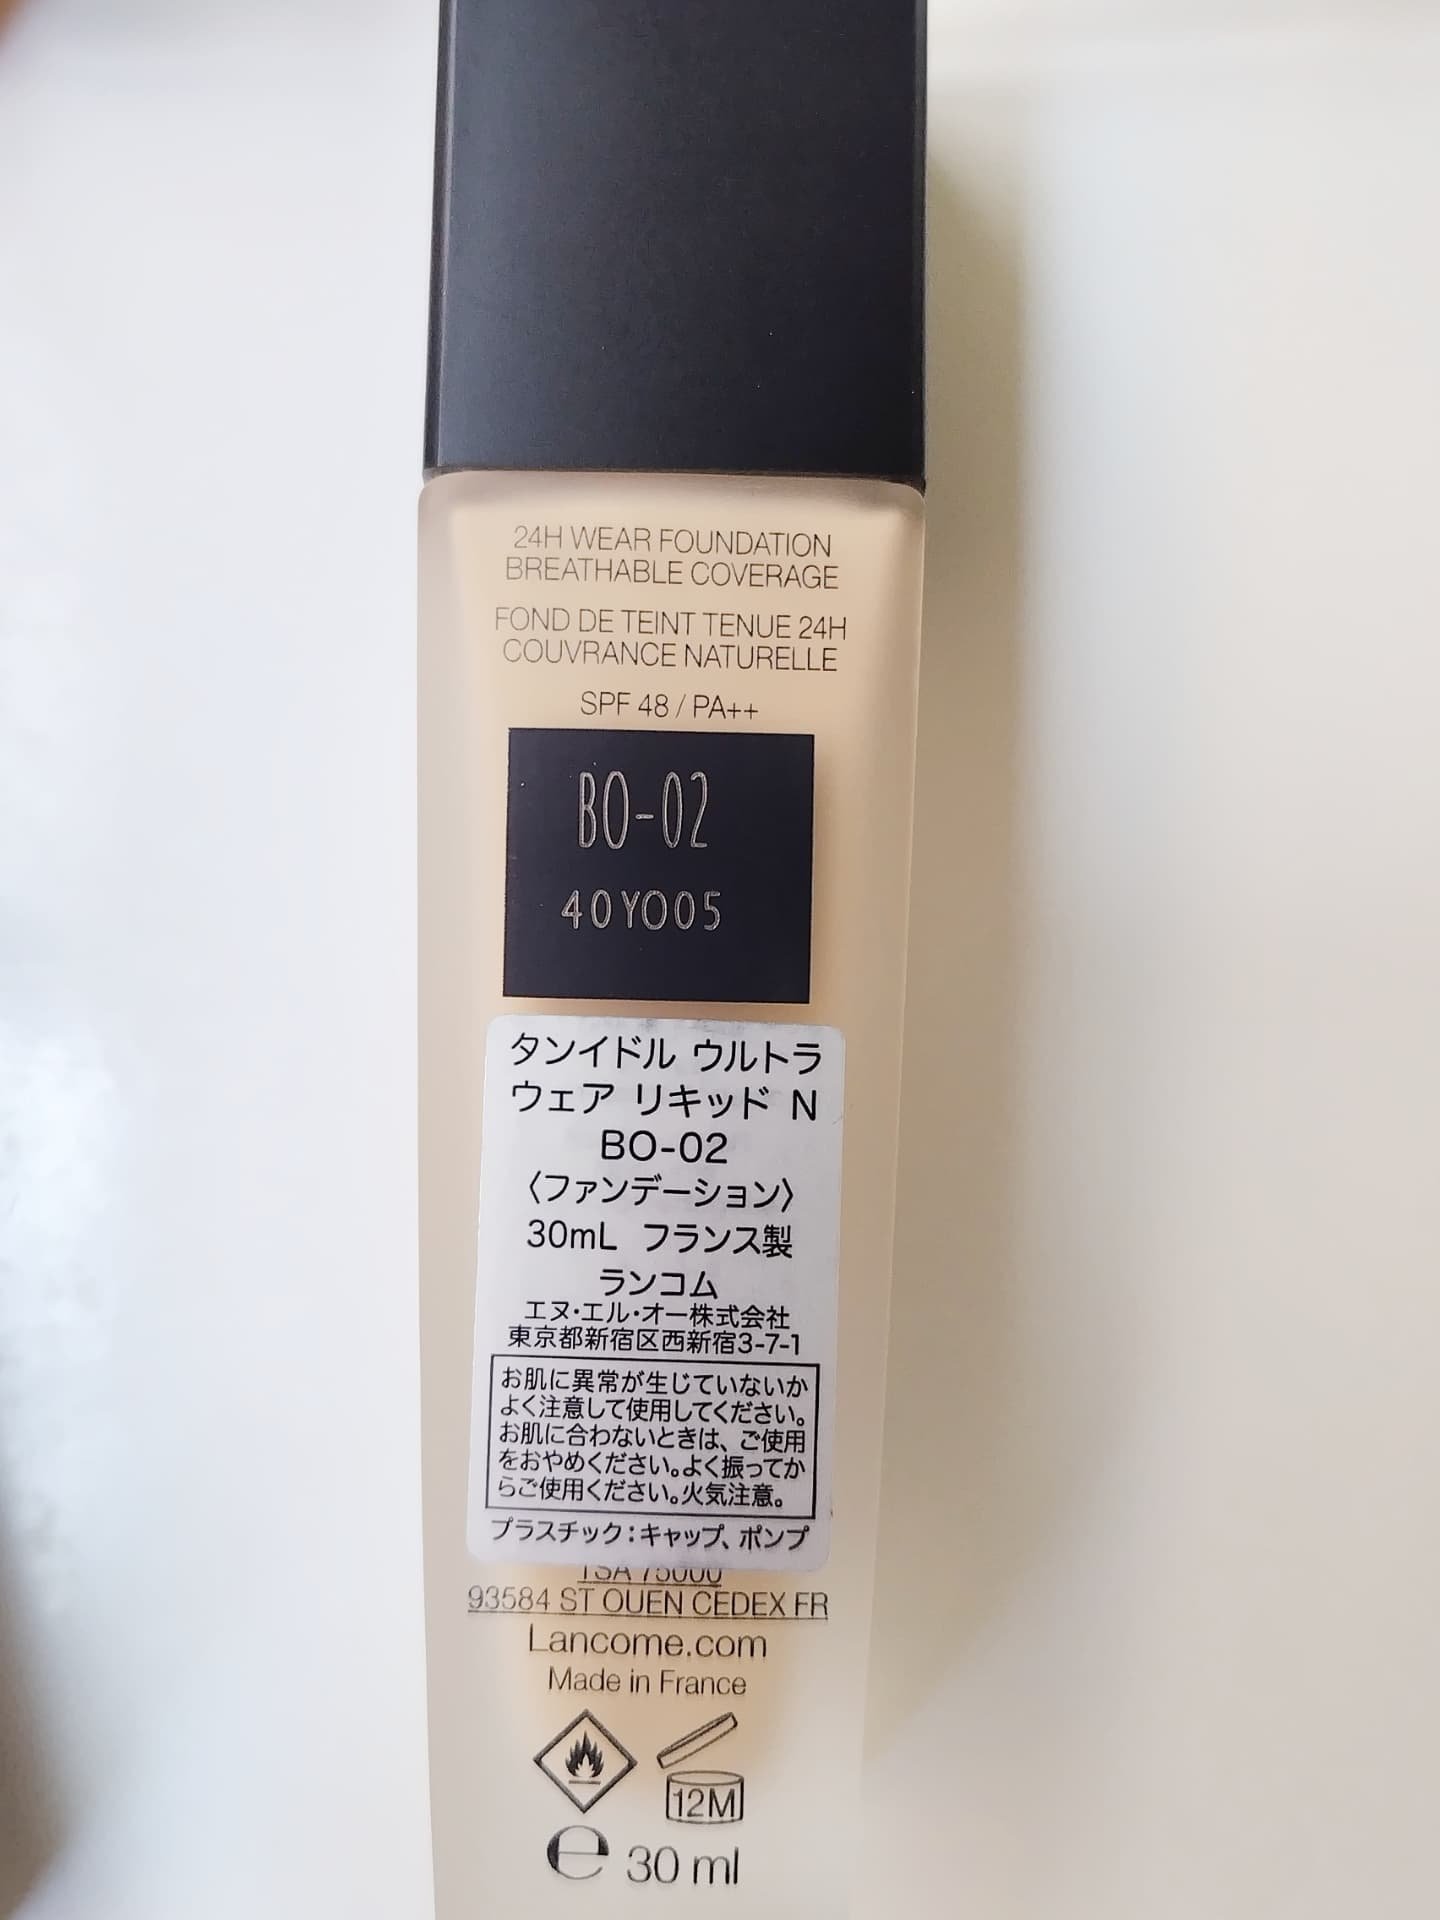 24H WEAR FOUNDATION
BREATHABLE COVERAGE
FOND DE TEINT TENUE 24H
COUVRANCE NATURELLE
SPF 48 / PA++
BO-02
40YO05
タンイドル ウルトラ
ウェア リキッド N
BO-02
〈ファンデーション〉
30mL フランス製
ランコム
エヌ・エル・オー株式会社
東京都新宿区西新宿3-7-1
お肌に異常が生じていないか
よく注意して使用してください。
お肌に合わないときは、ご使用
をおやめください。よく振ってか
らご使用ください。火気注意。
プラスチック：キャップ、ポンプ
TSA 75000
93584 ST OUEN CEDEX FR
Lancome.com
Made in France
12M
e 30 ml